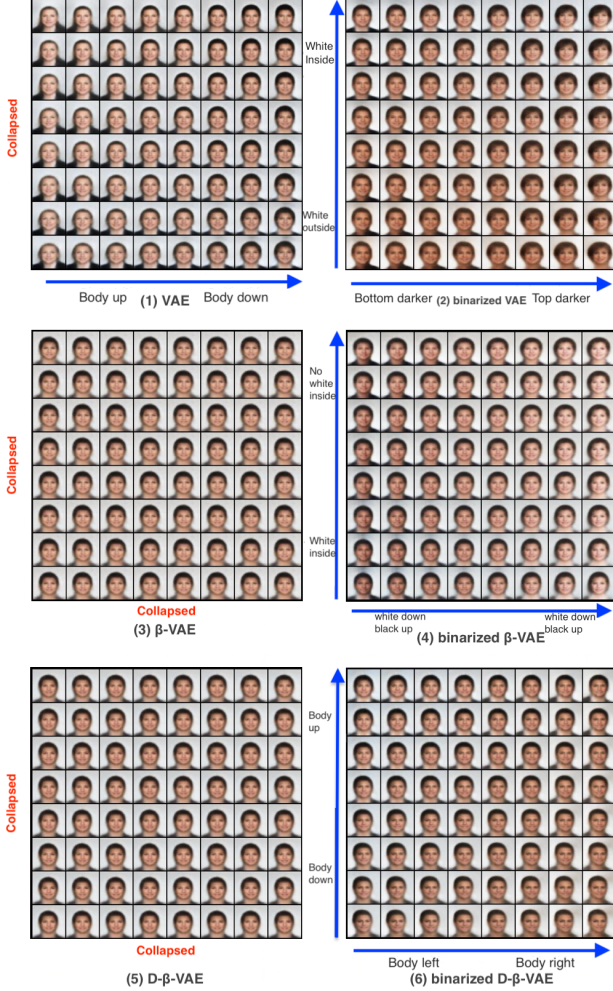 Collapsed
White
Inside
White
outside
Body up (1) VAE Body down
Bottom darker (2) binarized VAE Top darker
Collapsed
No
white
inside
White
inside
Collapsed
(3) β-VAE
white down
black up
white down
black up
(4) binarized β-VAE
Collapsed
Body
up
Body
down
Collapsed
(5) D-β-VAE
Body left
Body right
(6) binarized D-β-VAE